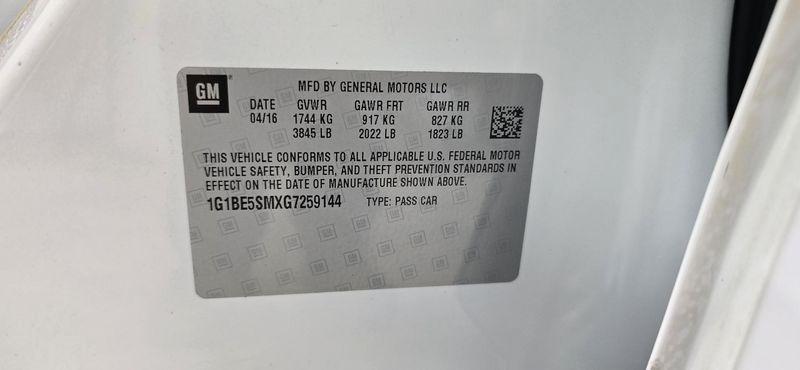 GM
MFD BY GENERAL MOTORS LLC
DATE GVWR GAWR FRT GAWR RR
04/16 1744 KG 917 KG 827 KG
3845 LB 2022 LB 1823 LB
THIS VEHICLE CONFORMS TO ALL APPLICABLE U.S. FEDERAL MOTOR
VEHICLE SAFETY, BUMPER, AND THEFT PREVENTION STANDARDS IN
EFFECT ON THE DATE OF MANUFACTURE SHOWN ABOVE.
1G1BE5SMXG7259144 TYPE: PASS CAR